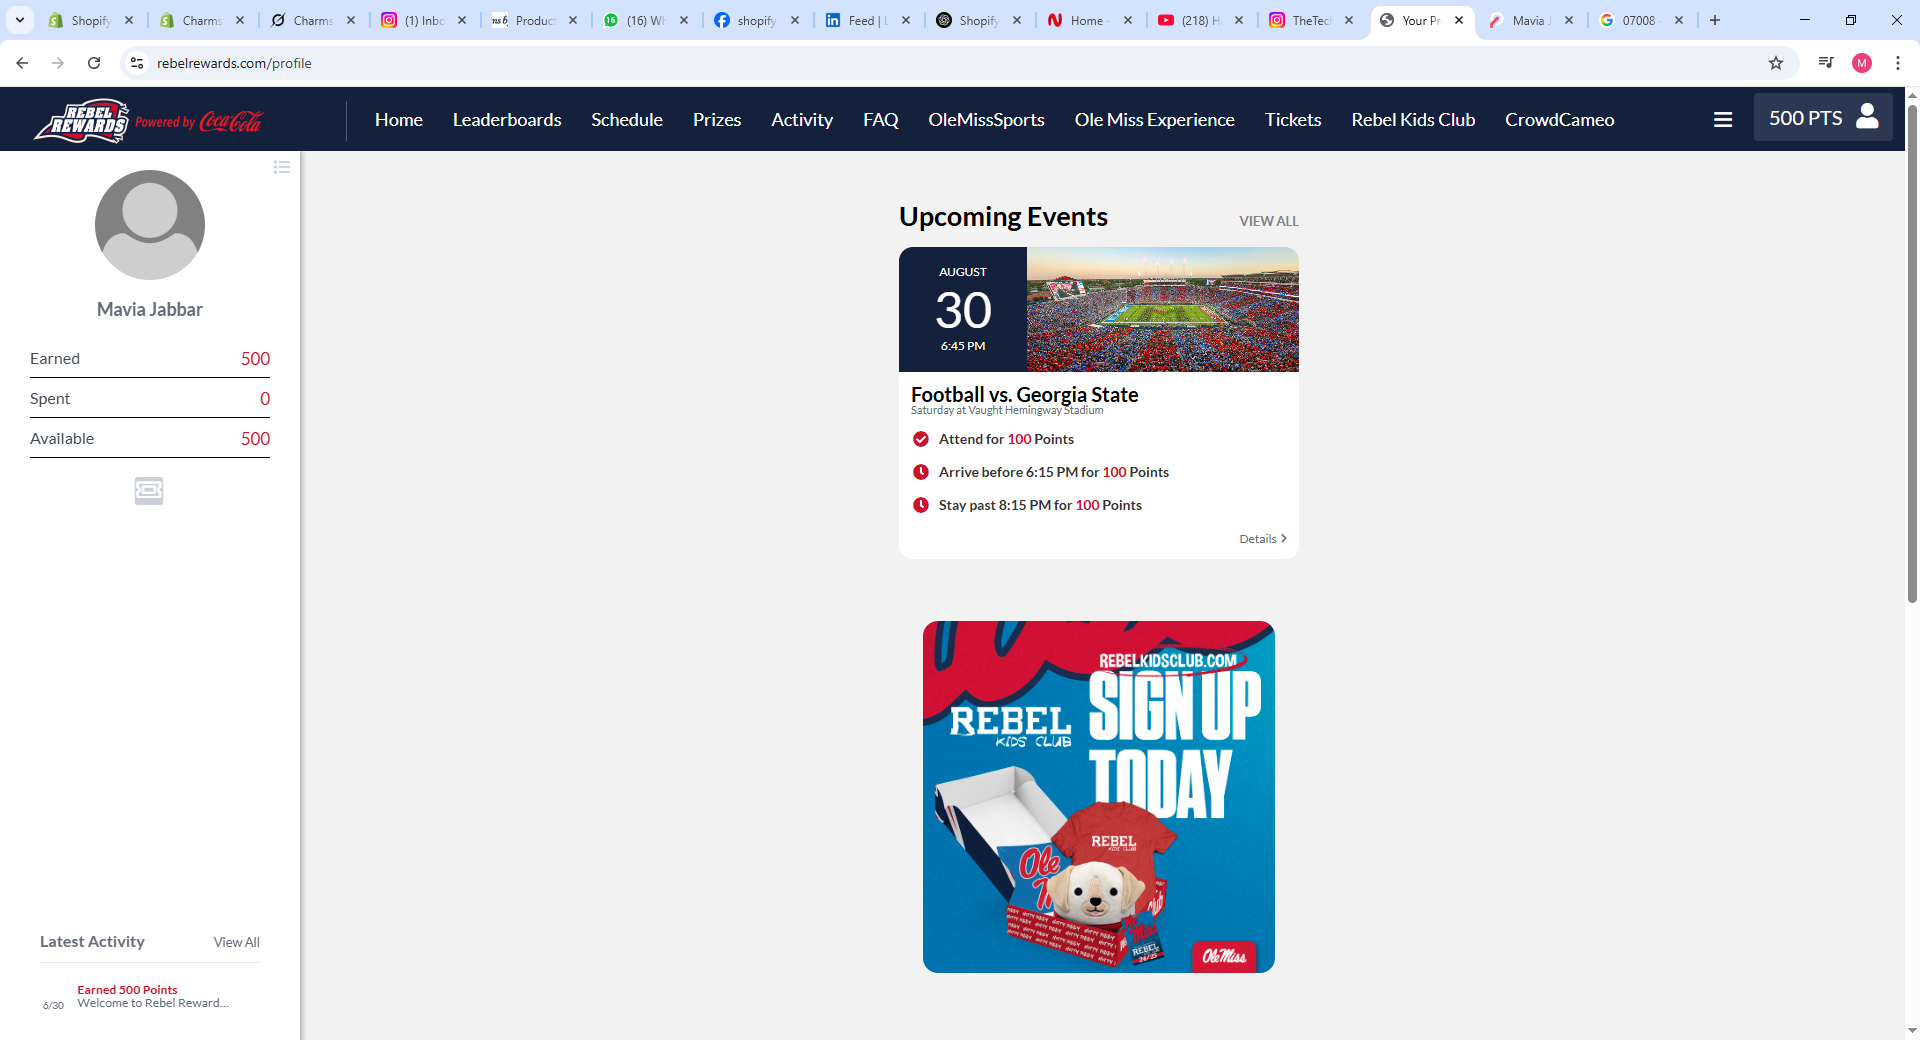 Shopify
Charms
Charms
(1) Inbo
Product
(16) Wh
shopify
Feed | L
Shopify
Home -
(218) H
TheTec
Your Pr
Mavia J
07008 -
rebelrewards.com/profile
M
REBEL
REWARDS
Powered by Coca-Cola
Home
Leaderboards
Schedule
Prizes
Activity
FAQ
OleMissSports
Ole Miss Experience
Tickets
Rebel Kids Club
CrowdCameo
500 PTS
Mavia Jabbar
Earned 500
Spent 0
Available 500
Latest Activity View All
Earned 500 Points
6/30 Welcome to Rebel Reward...
Upcoming Events VIEW ALL
AUGUST
30
6:45 PM
Football vs. Georgia State
Saturday at Vaught Hemingway Stadium
Attend for 100 Points
Arrive before 6:15 PM for 100 Points
Stay past 8:15 PM for 100 Points
Details
REBELKIDSCLUB.COM
SIGN UP
TODAY
REBEL
KIDS CLUB
REBEL
KIDS CLUB
Ole
Ole Miss
REBEL
Ole Miss